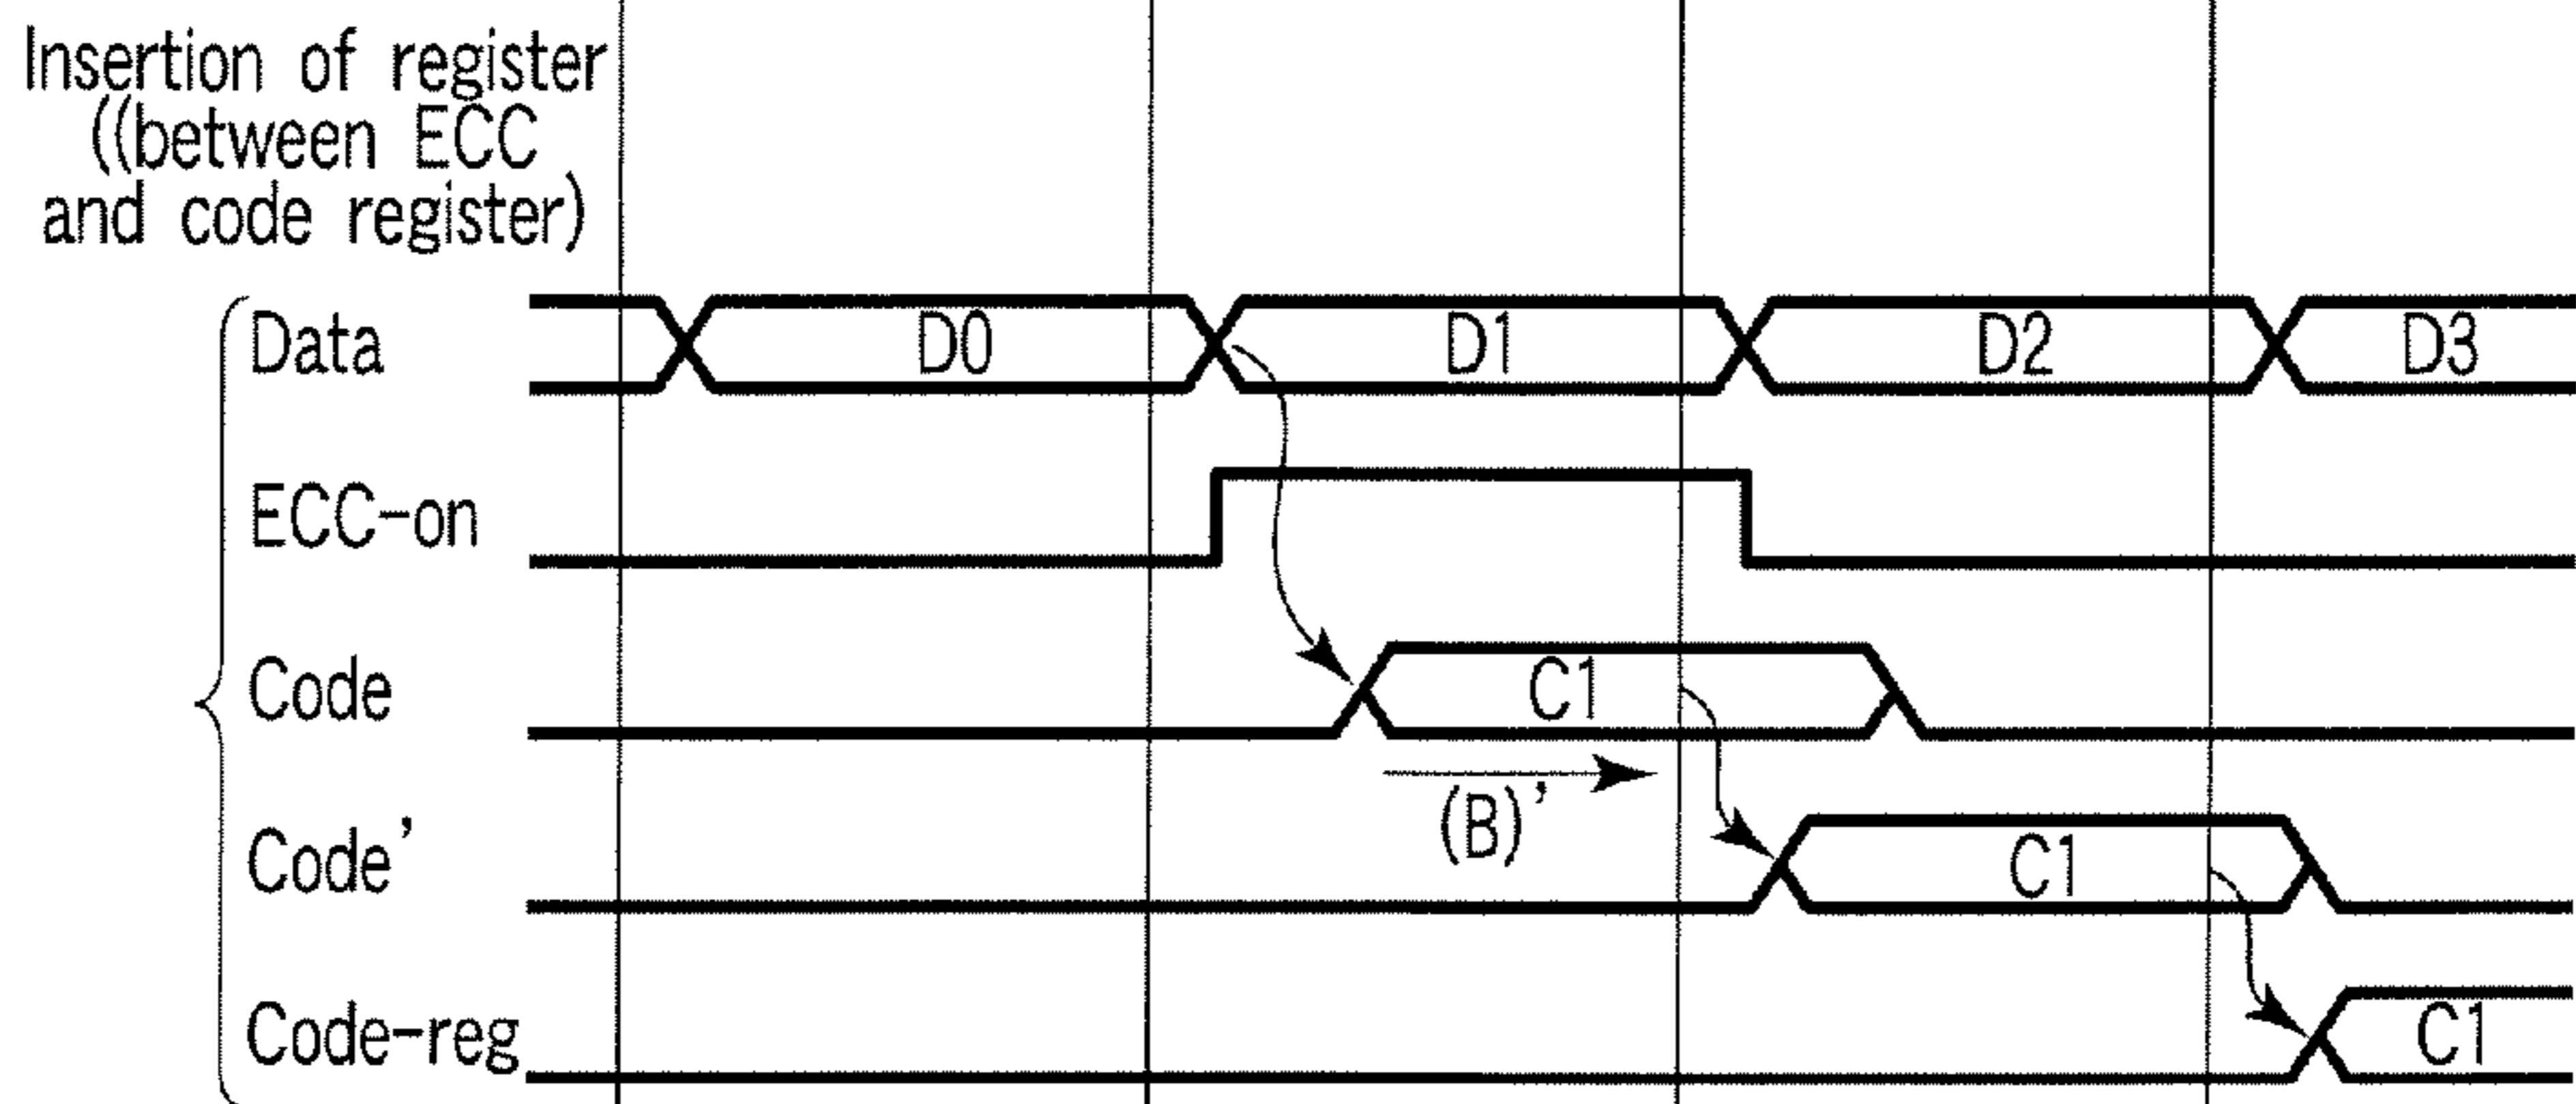 Insertion of register
((between ECC
and code register)
Data D0 D1 D2 D3
ECC-on
Code C1
(B)'
Code' C1
Code-reg C1